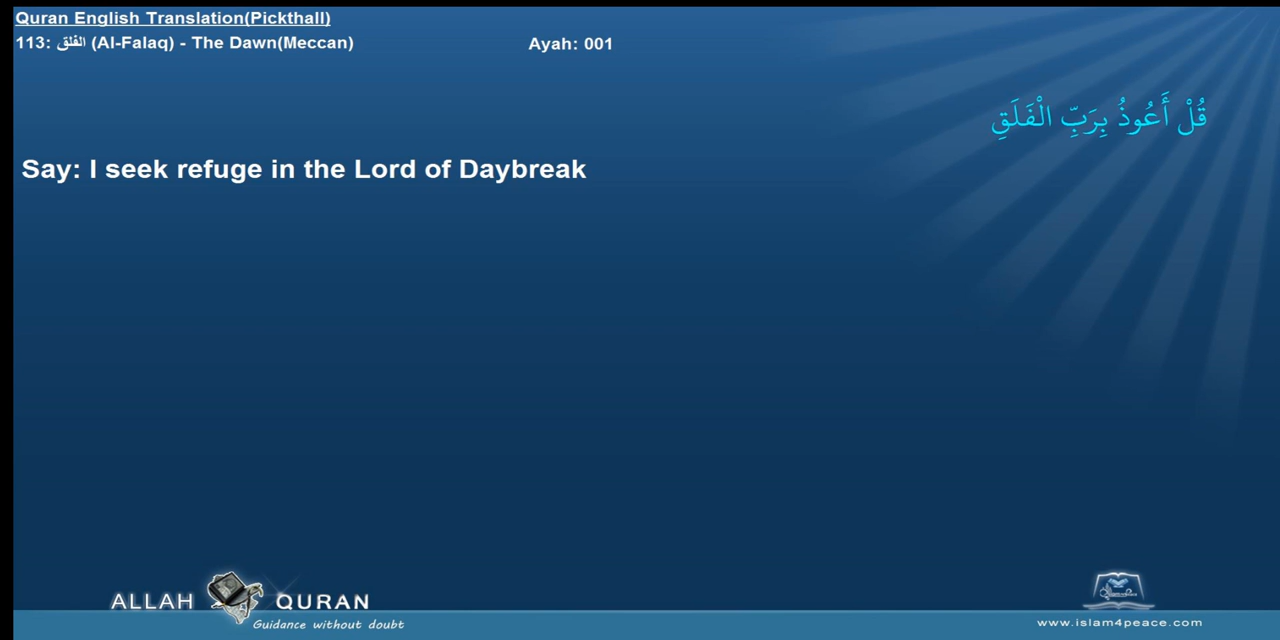 Quran English Translation(Pickthall)
113: الفلق (Al-Falaq) - The Dawn(Meccan)
Ayah: 001
قُلْ أَعُوذُ بِرَبِّ الْفَلَقِ
Say: I seek refuge in the Lord of Daybreak
ALLAH QURAN
Guidance without doubt
www.islam4peace.com